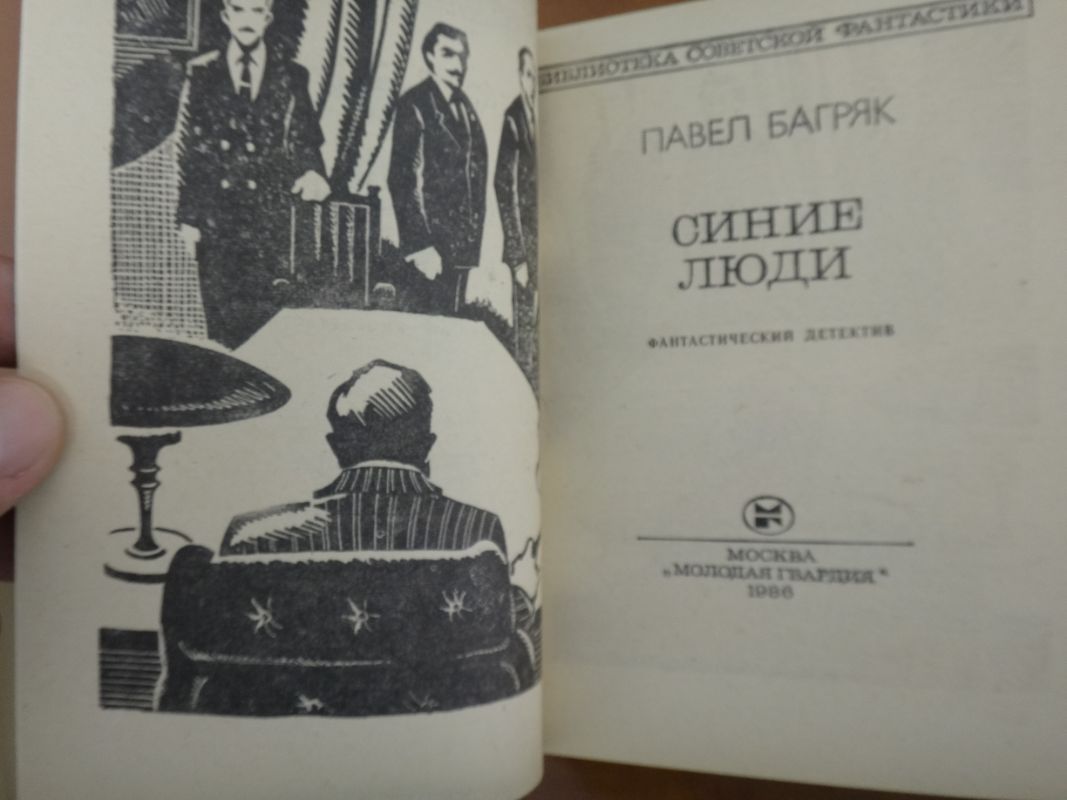 БИБЛИОТЕКА СОВЕТСКОЙ ФАНТАСТИКИ
ПАВЕЛ БАГРЯК
СИНИЕ
ЛЮДИ
ФАНТАСТИЧЕСКИЙ ДЕТЕКТИВ
МОСКВА
„МОЛОДАЯ ГВАРДИЯ“
1986